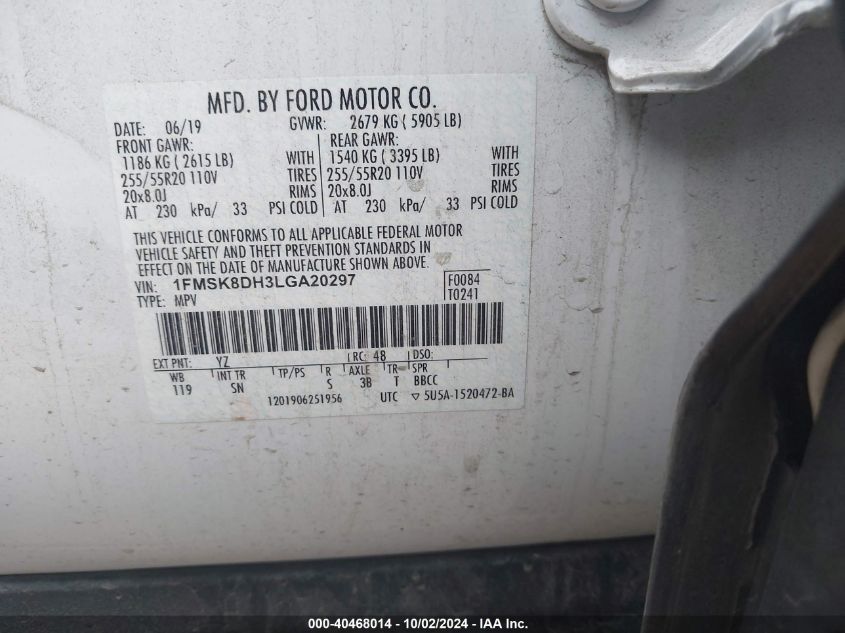 MFD. BY FORD MOTOR CO.
DATE: 06/19 GVWR: 2679 KG ( 5905 LB)
FRONT GAWR: REAR GAWR:
1186 KG ( 2615 LB) WITH 1540 KG ( 3395 LB) WITH
255/55R20 110V TIRES 255/55R20 110V TIRES
20x8.0J RIMS 20x8.0J RIMS
AT 230 kPa/ 33 PSI COLD AT 230 kPa/ 33 PSI COLD
THIS VEHICLE CONFORMS TO ALL APPLICABLE FEDERAL MOTOR
VEHICLE SAFETY AND THEFT PREVENTION STANDARDS IN
EFFECT ON THE DATE OF MANUFACTURE SHOWN ABOVE.
VIN: 1FMSK8DH3LGA20297 F0084
TYPE: MPV T0241
EXT PNT: YZ RC: 48 DSO:
WB INT TR TP/PS R AXLE TR SPR
119 SN S 3B T BBCC
1201906251956 UTC ▽ 5U5A-1520472-BA
000-40468014 - 10/02/2024 - IAA Inc.